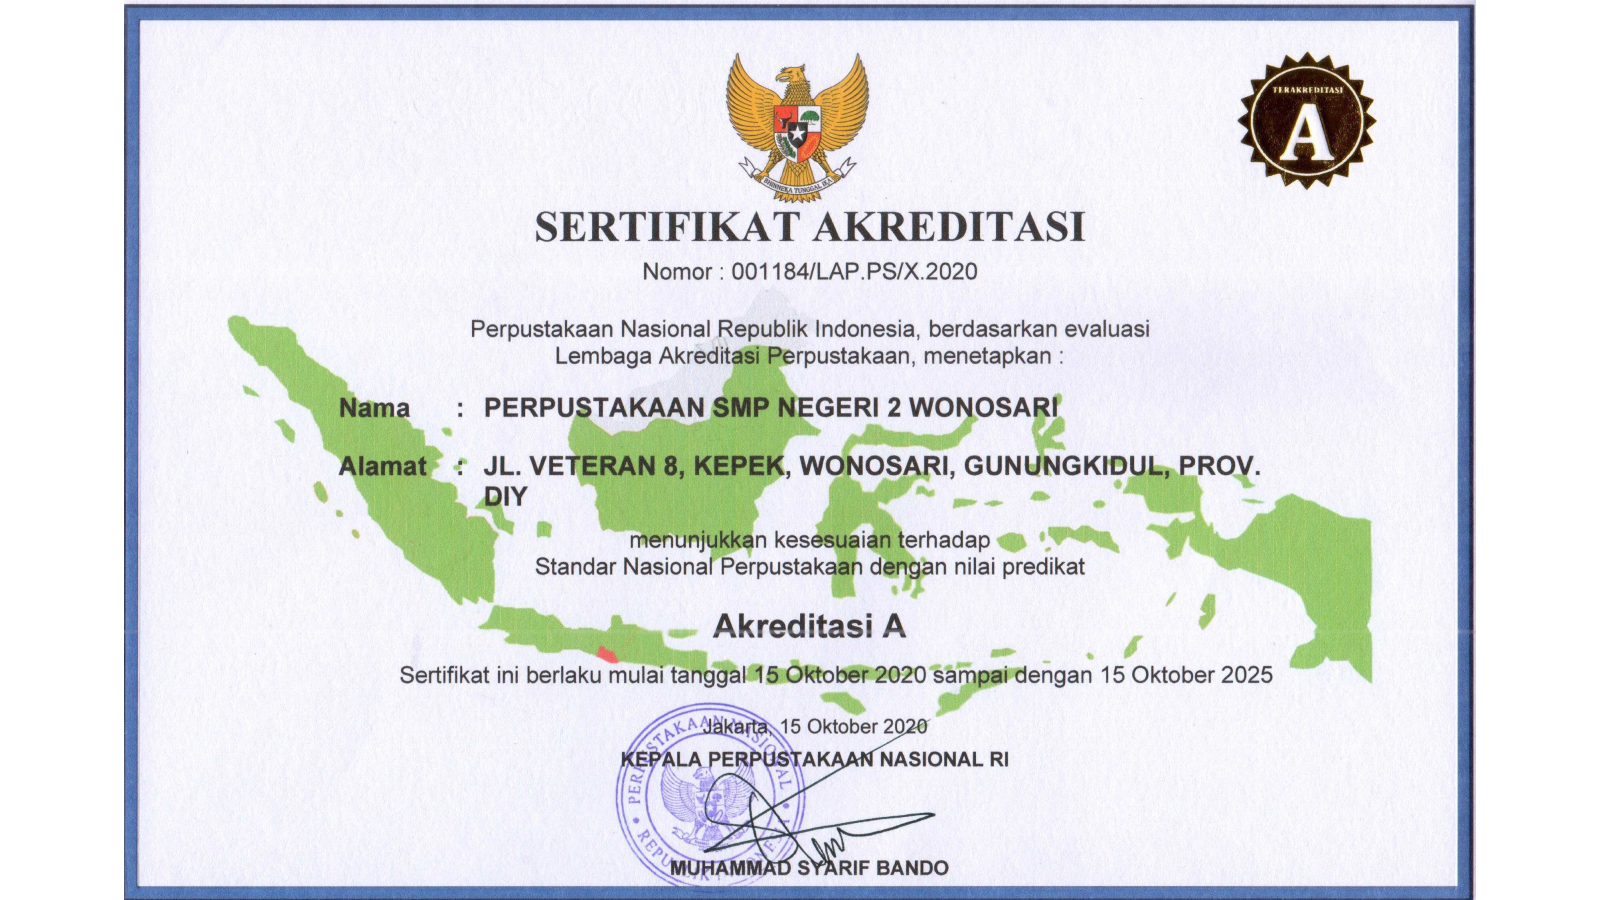 BHINNEKA TUNGGAL IKA
TERAKREDITASI
A
SERTIFIKAT AKREDITASI
Nomor : 001184/LAP.PS/X.2020
Perpustakaan Nasional Republik Indonesia, berdasarkan evaluasi
Lembaga Akreditasi Perpustakaan, menetapkan :
Nama : PERPUSTAKAAN SMP NEGERI 2 WONOSARI
Alamat : JL. VETERAN 8, KEPEK, WONOSARI, GUNUNGKIDUL, PROV.
DIY
menunjukkan kesesuaian terhadap
Standar Nasional Perpustakaan dengan nilai predikat
Akreditasi A
Sertifikat ini berlaku mulai tanggal 15 Oktober 2020 sampai dengan 15 Oktober 2025
Jakarta, 15 Oktober 2020
KEPALA PERPUSTAKAAN NASIONAL RI
PERPUSTAKAAN NASIONAL
REPUBLIK INDONESIA
MUHAMMAD SYARIF BANDO